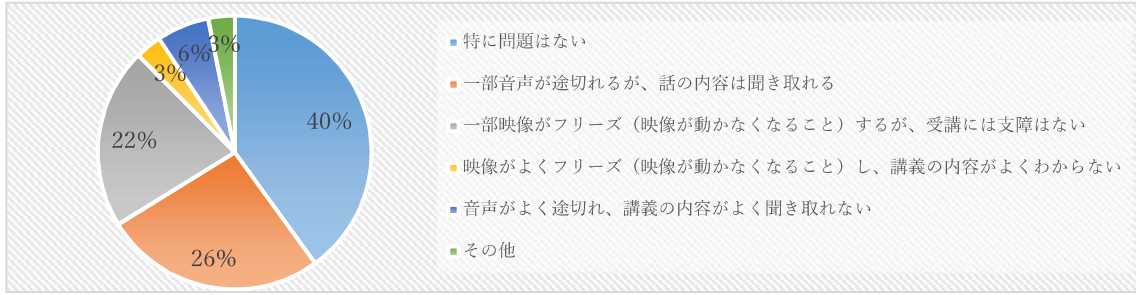 40%
26%
22%
3%
6%
3%
特に問題はない
一部音声が途切れるが、話の内容は聞き取れる
一部映像がフリーズ（映像が動かなくなること）するが、受講には支障はない
映像がよくフリーズ（映像が動かなくなること）し、講義の内容がよくわからない
音声がよく途切れ、講義の内容がよく聞き取れない
その他